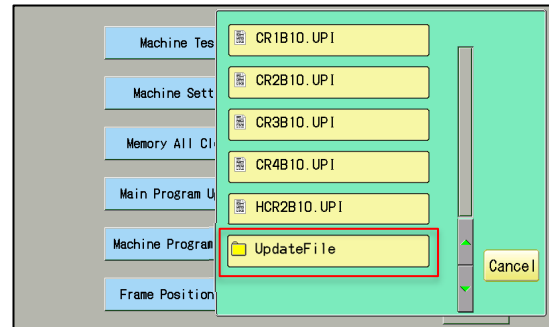 Machine Tes
Machine Sett
Memory All Cl
Main Program U
Machine Program
Frame Position
CR1B10.UPI
CR2B10.UPI
CR3B10.UPI
CR4B10.UPI
HCR2B10.UPI
UpdateFile
Cancel